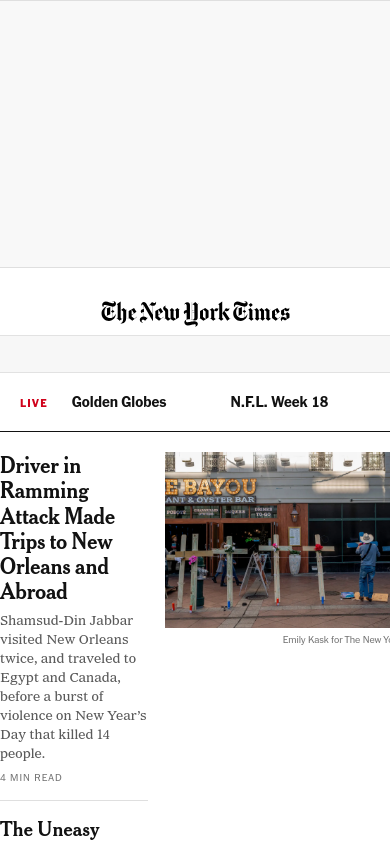 The New York Times
LIVE
Golden Globes
N.F.L. Week 18
Driver in
Ramming
Attack Made
Trips to New
Orleans and
Abroad
Shamsud-Din Jabbar
visited New Orleans
twice, and traveled to
Egypt and Canada,
before a burst of
violence on New Year’s
Day that killed 14
people.
4 MIN READ
E BAYOU
ANT & OYSTER BAR
Emily Kask for The New Yo
The Uneasy